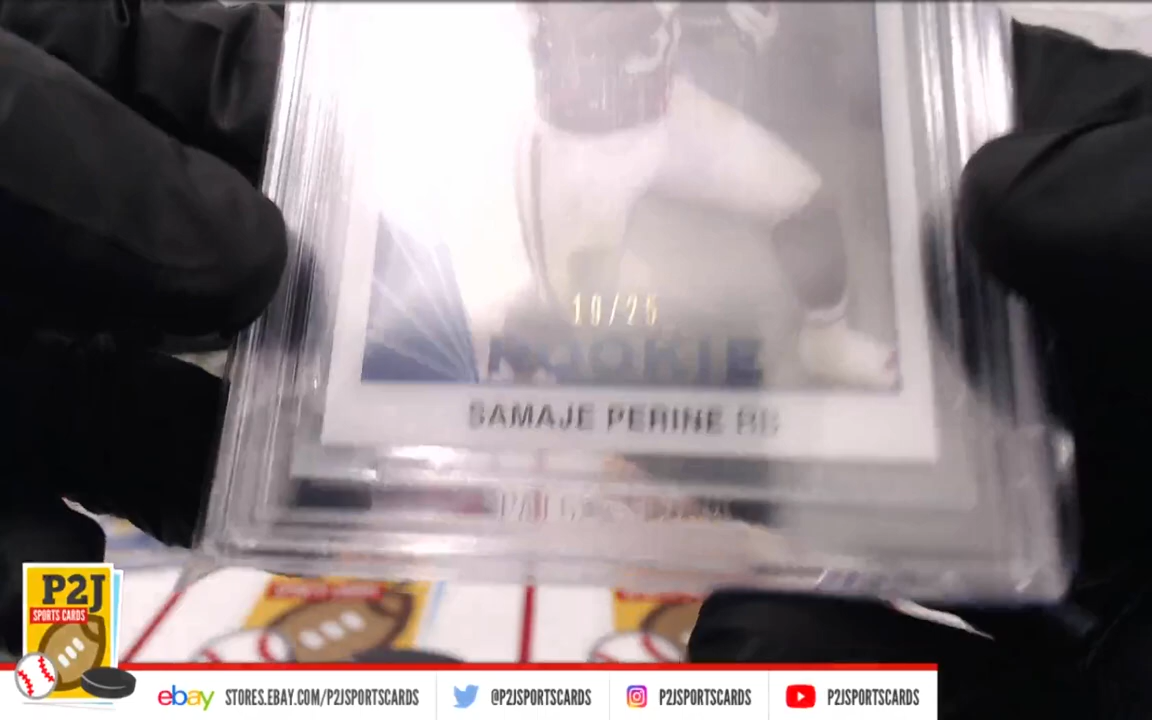 10/25
ROOKIE
SAMAJE PERINE RB
P2J
SPORTS CARDS
ebay STORES.EBAY.COM/P2JSPORTSCARDS
@P2JSPORTSCARDS
P2JSPORTSCARDS
P2JSPORTSCARDS